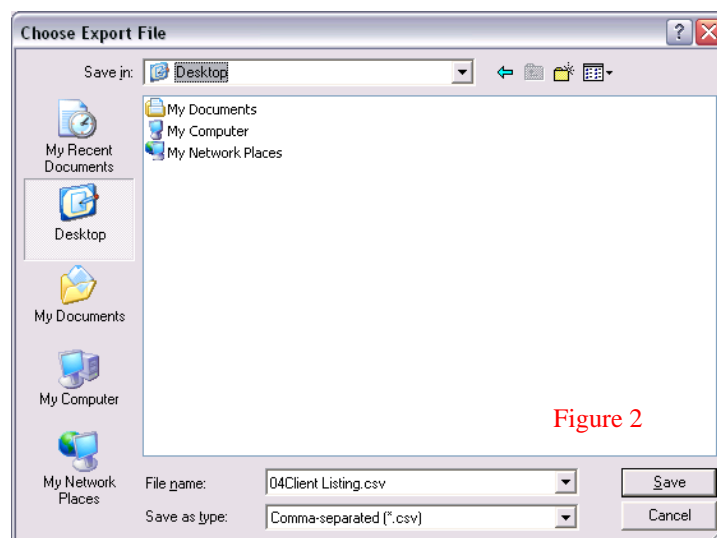 Choose Export File
Save in: Desktop
My Documents
My Computer
My Network Places
My Recent
Documents
Desktop
My Documents
My Computer
My Network
Places
Figure 2
File name: 04Client Listing.csv Save
Save as type: Comma-separated (*.csv) Cancel